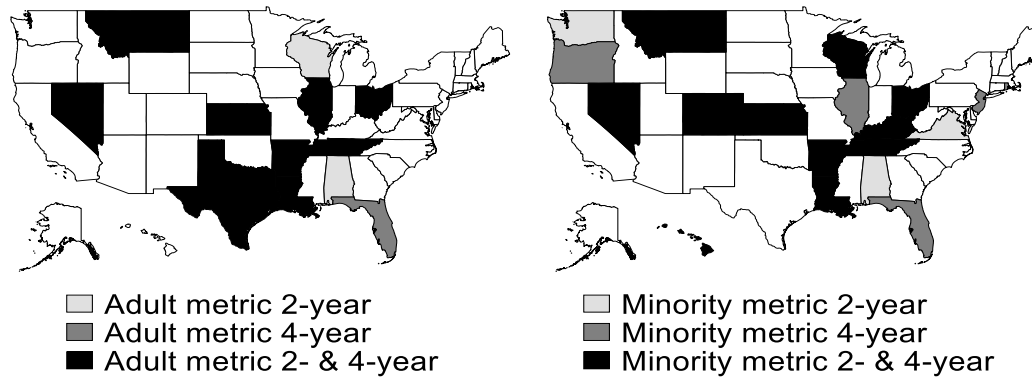 Adult metric 2-year
Adult metric 4-year
Adult metric 2- & 4-year
Minority metric 2-year
Minority metric 4-year
Minority metric 2- & 4-year